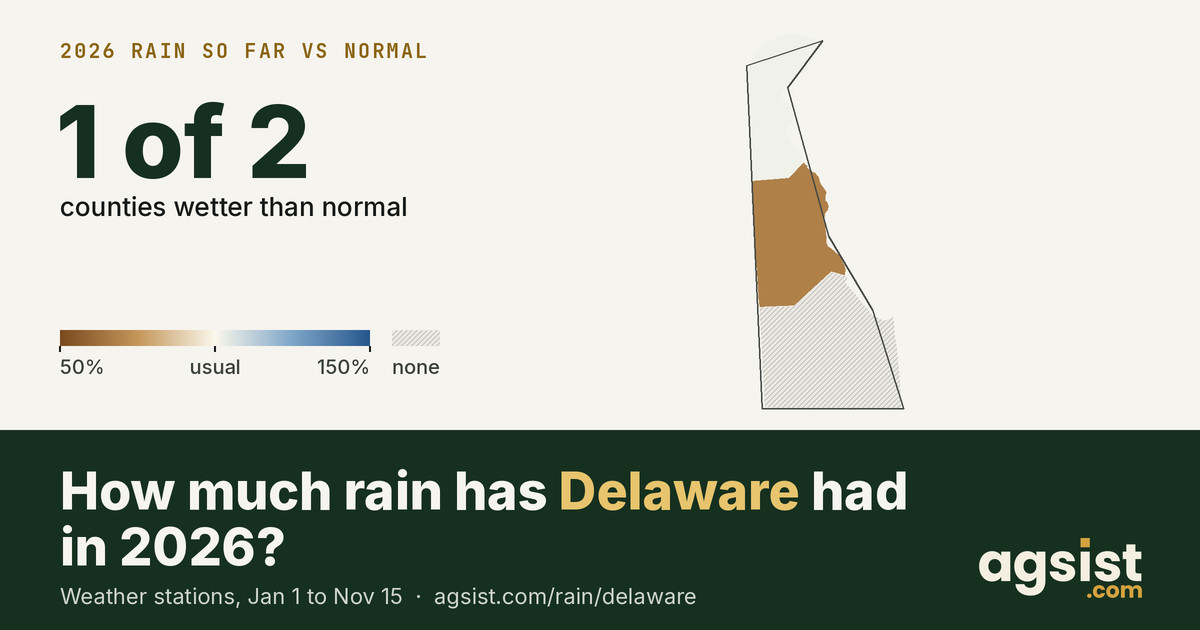 2026 RAIN SO FAR VS NORMAL
1 of 2
counties wetter than normal
50% usual 150% none
How much rain has Delaware had
in 2026?
Weather stations, Jan 1 to Nov 15 · agsist.com/rain/delaware
agsist
.com